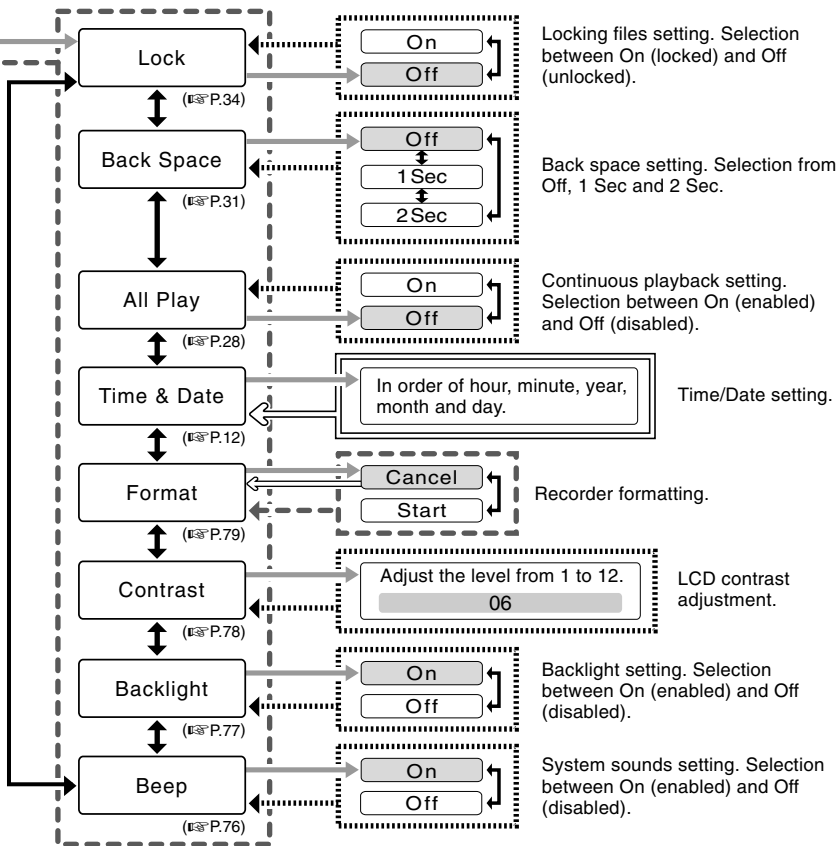 Lock
(☞P.34)
On
Off
Locking files setting. Selection
between On (locked) and Off
(unlocked).
Back Space
(☞P.31)
Off
1 Sec
2 Sec
Back space setting. Selection from
Off, 1 Sec and 2 Sec.
All Play
(☞P.28)
On
Off
Continuous playback setting.
Selection between On (enabled)
and Off (disabled).
Time & Date
(☞P.12)
In order of hour, minute, year,
month and day.
Time/Date setting.
Format
(☞P.79)
Cancel
Start
Recorder formatting.
Contrast
(☞P.78)
Adjust the level from 1 to 12.
06
LCD contrast
adjustment.
Backlight
(☞P.77)
On
Off
Backlight setting. Selection
between On (enabled) and Off
(disabled).
Beep
(☞P.76)
On
Off
System sounds setting. Selection
between On (enabled) and Off
(disabled).